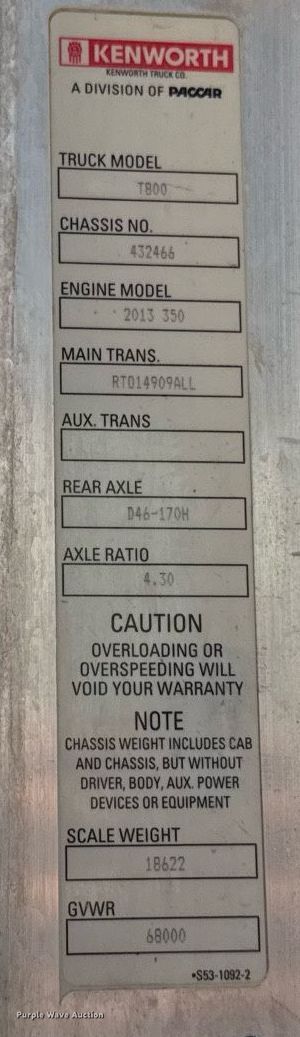 KENWORTH
KENWORTH TRUCK CO.
A DIVISION OF PACCAR
TRUCK MODEL
T800
CHASSIS NO.
432466
ENGINE MODEL
2013 350
MAIN TRANS.
RTO14909ALL
AUX. TRANS
REAR AXLE
D46-170H
AXLE RATIO
4.30
CAUTION
OVERLOADING OR
OVERSPEEDING WILL
VOID YOUR WARRANTY
NOTE
CHASSIS WEIGHT INCLUDES CAB
AND CHASSIS, BUT WITHOUT
DRIVER, BODY, AUX. POWER
DEVICES OR EQUIPMENT
SCALE WEIGHT
18622
GVWR
68000
•S53-1092-2
Purple Wave Auction